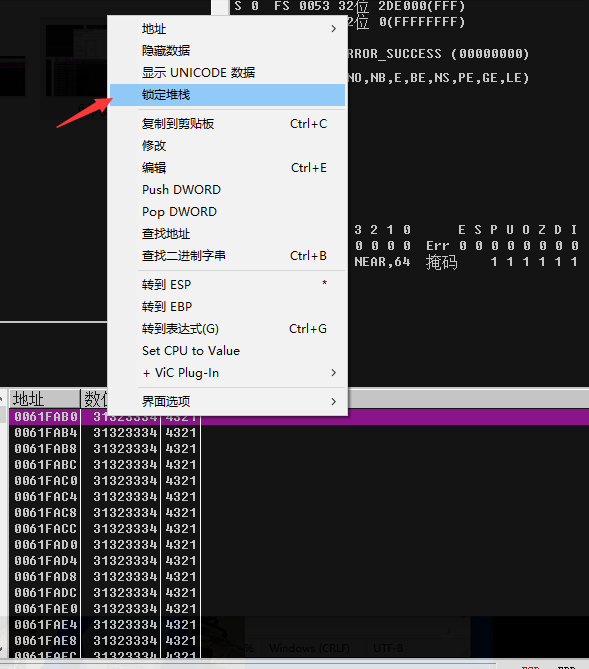 S 0 FS 0053 32位 2DE000(FFF)
2位 0(FFFFFFFF)
RROR_SUCCESS (00000000)
NO,NB,E,BE,NS,PE,GE,LE)
地址
隐藏数据
显示 UNICODE 数据
锁定堆栈
复制到剪贴板 Ctrl+C
修改
编辑 Ctrl+E
Push DWORD
Pop DWORD
查找地址
查找二进制字串 Ctrl+B
转到 ESP *
转到 EBP
转到表达式(G) Ctrl+G
Set CPU to Value
+ ViC Plug-In
界面选项
3 2 1 0 E S P U O Z D I
0 0 0 0 Err 0 0 0 0 0 0 0 0
NEAR,64 掩码 1 1 1 1 1 1
地址 数值
0061FAB0 31323334 4321
0061FAB4 31323334 4321
0061FAB8 31323334 4321
0061FABC 31323334 4321
0061FAC0 31323334 4321
0061FAC4 31323334 4321
0061FAC8 31323334 4321
0061FACC 31323334 4321
0061FAD0 31323334 4321
0061FAD4 31323334 4321
0061FAD8 31323334 4321
0061FADC 31323334 4321
0061FAE0 31323334 4321
0061FAE4 31323334 4321
0061FAE8 31323334 4321
0061FAEC 31323334 4321
% Windows (CRLF) UTF-8